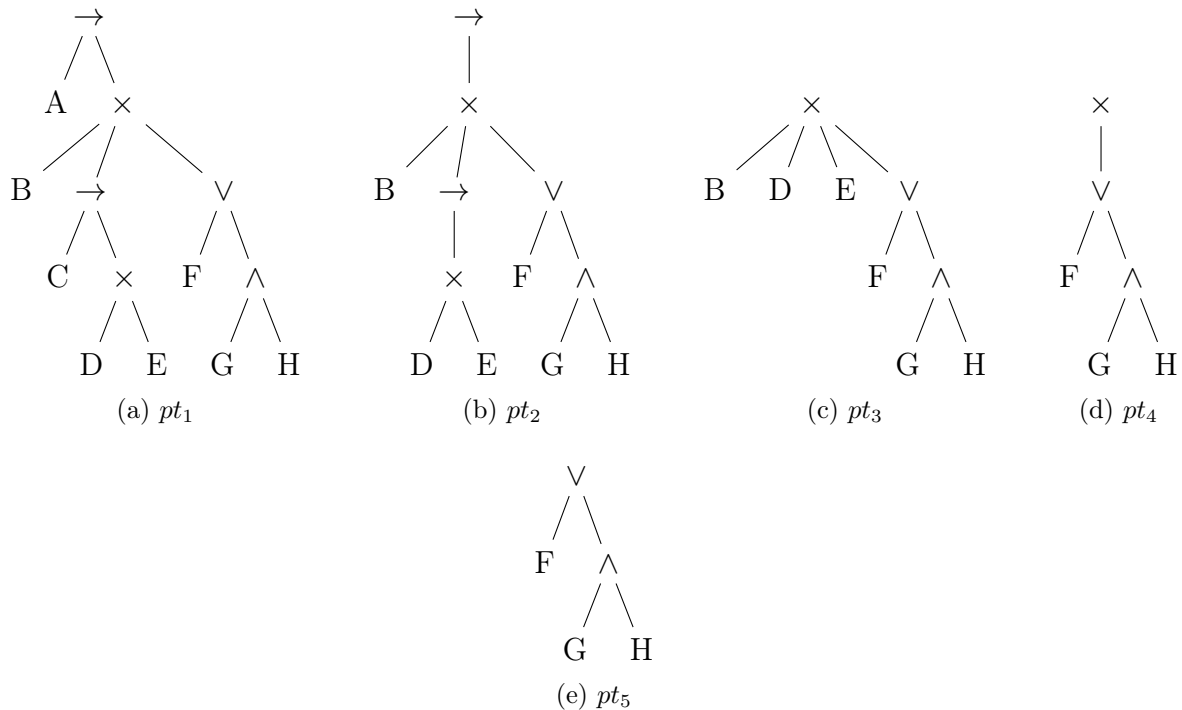 → →
A × × × ×
B → ∨ B → ∨ B D E ∨ ∨
C × F ∧ × F ∧ F ∧ F ∧
D E G H D E G H G H G H
(a) pt₁ (b) pt₂ (c) pt₃ (d) pt₄
∨
F ∧
G H
(e) pt₅